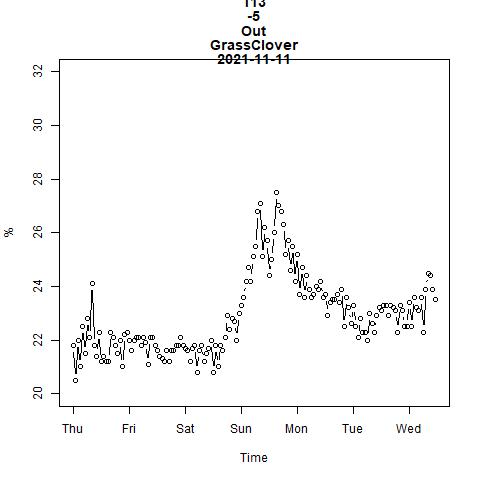 113
-5
Out
GrassClover
2021-11-11
%
32
30
28
26
24
22
20
Thu Fri Sat Sun Mon Tue Wed
Time